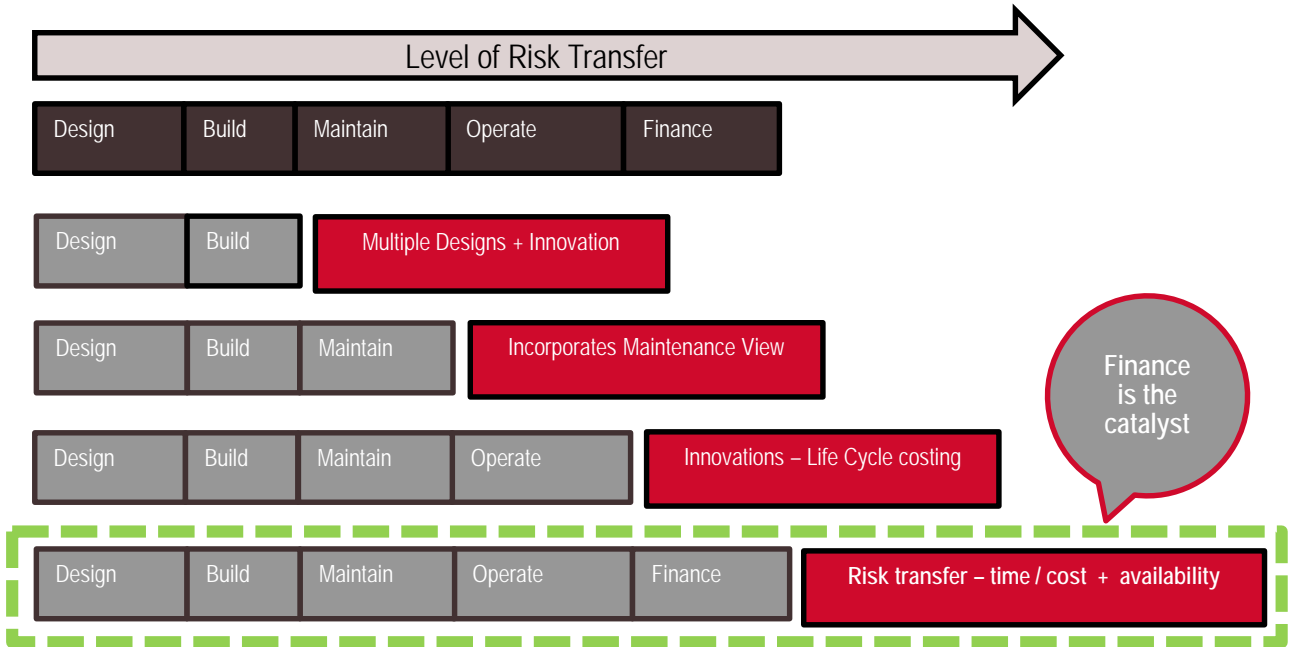 Level of Risk Transfer
Design Build Maintain Operate Finance
Design Build Multiple Designs + Innovation
Design Build Maintain Incorporates Maintenance View
Finance
is the
catalyst
Design Build Maintain Operate Innovations – Life Cycle costing
Design Build Maintain Operate Finance Risk transfer – time / cost + availability